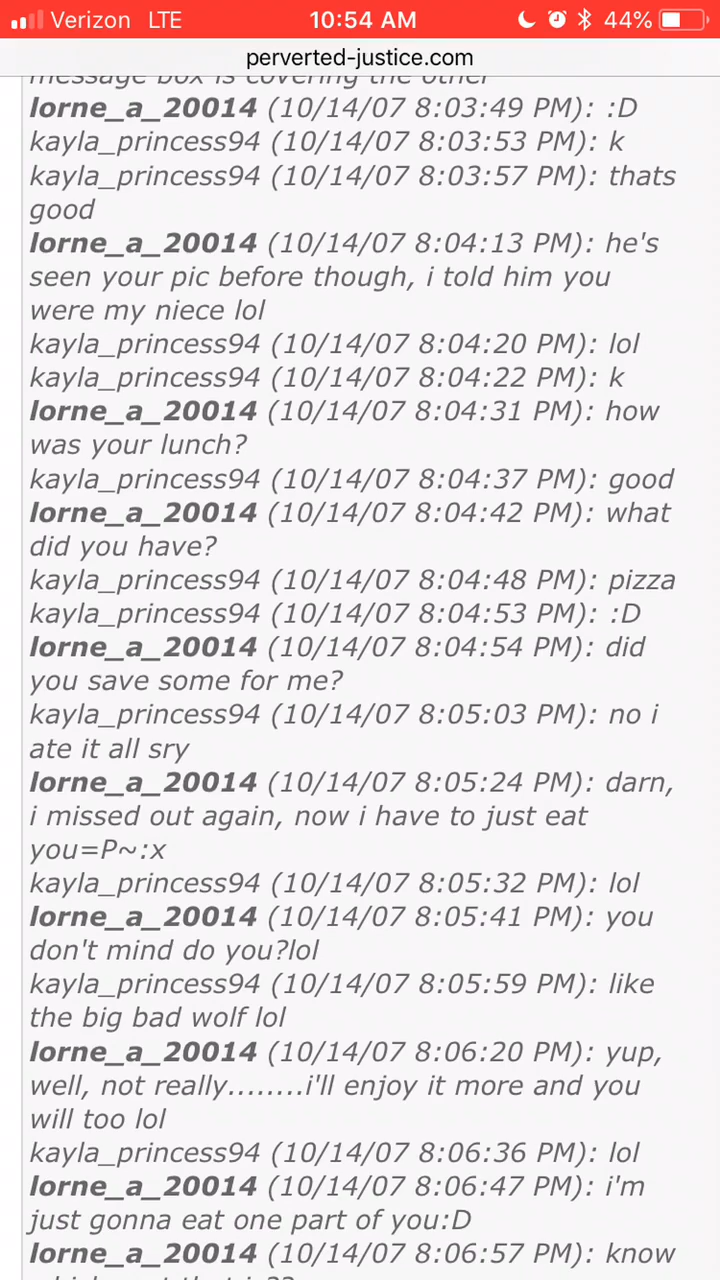 Verizon LTE 10:54 AM 44%
perverted-justice.com
message box is covering the other
lorne_a_20014 (10/14/07 8:03:49 PM): :D
kayla_princess94 (10/14/07 8:03:53 PM): k
kayla_princess94 (10/14/07 8:03:57 PM): thats
good
lorne_a_20014 (10/14/07 8:04:13 PM): he's
seen your pic before though, i told him you
were my niece lol
kayla_princess94 (10/14/07 8:04:20 PM): lol
kayla_princess94 (10/14/07 8:04:22 PM): k
lorne_a_20014 (10/14/07 8:04:31 PM): how
was your lunch?
kayla_princess94 (10/14/07 8:04:37 PM): good
lorne_a_20014 (10/14/07 8:04:42 PM): what
did you have?
kayla_princess94 (10/14/07 8:04:48 PM): pizza
kayla_princess94 (10/14/07 8:04:53 PM): :D
lorne_a_20014 (10/14/07 8:04:54 PM): did
you save some for me?
kayla_princess94 (10/14/07 8:05:03 PM): no i
ate it all sry
lorne_a_20014 (10/14/07 8:05:24 PM): darn,
i missed out again, now i have to just eat
you=P~:x
kayla_princess94 (10/14/07 8:05:32 PM): lol
lorne_a_20014 (10/14/07 8:05:41 PM): you
don't mind do you?lol
kayla_princess94 (10/14/07 8:05:59 PM): like
the big bad wolf lol
lorne_a_20014 (10/14/07 8:06:20 PM): yup,
well, not really........i'll enjoy it more and you
will too lol
kayla_princess94 (10/14/07 8:06:36 PM): lol
lorne_a_20014 (10/14/07 8:06:47 PM): i'm
just gonna eat one part of you:D
lorne_a_20014 (10/14/07 8:06:57 PM): know